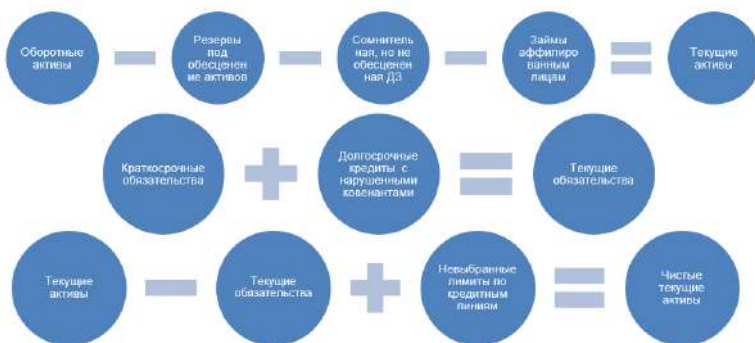 Оборотные
активы
Резервы
под
обесценен
ие активов
Сомнитель
ная, но не
обесценен
ная ДЗ
Займы
аффилиро
ванным
лицам
Текущие
активы
Краткосрочные
обязательства
Долгосрочные
кредиты с
нарушенными
ковенантами
Текущие
обязательства
Текущие
активы
Текущие
обязательства
Невыбранные
лимиты по
кредитным
линиям
Чистые
текущие
активы